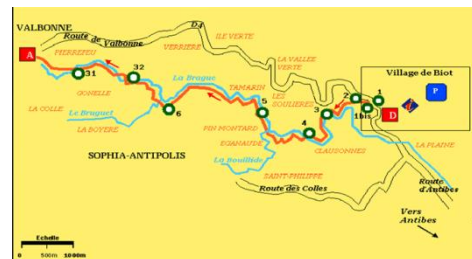 VALBONNE
Route de Valbonne
D4
ILE VERTE
VERRIERE
PIERREFEU
LA VALLEE
VERTE
Village de Biot
A
31
32
GONELLE
La Brague
TAMARIN
LES
SOULIERES
2
1
P
i
1bis
D
LA COLLE
Le Bruguet
6
5
3
4
LA BOYERE
PIN MONTARD
EGANAUDE
CLAUSONNES
LA PLAINE
SOPHIA-ANTIPOLIS
La Bouillide
SAINT-PHILIPPE
Route des Colles
Route
d'Antibes
Vers
Antibes
Echelle
0 500m 1000m